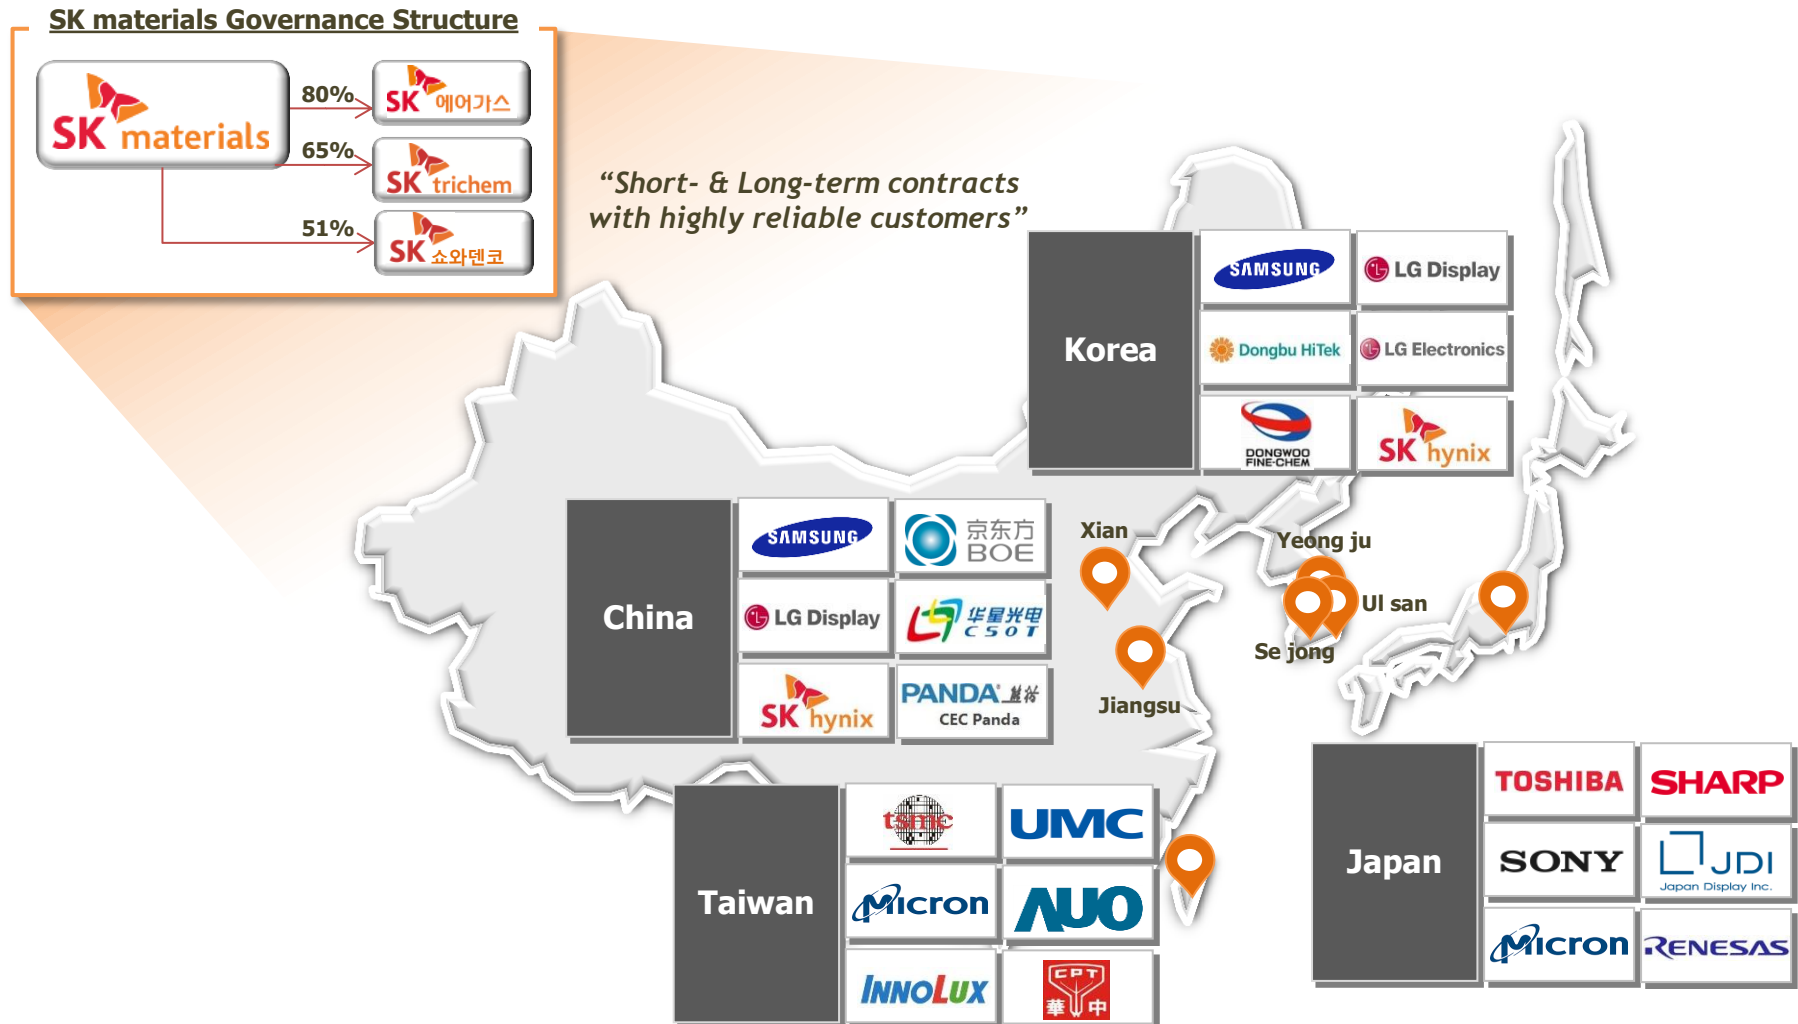 SK materials Governance Structure
SK materials
80%
SK 에어가스
65%
SK trichem
51%
SK 쇼와덴코
“Short- & Long-term contracts
with highly reliable customers”
Korea
SAMSUNG
LG Display
Dongbu HiTek
LG Electronics
DONGWOO
FINE-CHEM
SK hynix
China
SAMSUNG
京东方
BOE
LG Display
华星光电
CSOT
SK hynix
PANDA®
CEC Panda
Xian
Jiangsu
Yeong ju
Ul san
Se jong
Taiwan
tsmc
UMC
Micron
AUO
INNOLUX
CPT
華中
Japan
TOSHIBA
SHARP
SONY
JDI
Japan Display Inc.
Micron
RENESAS